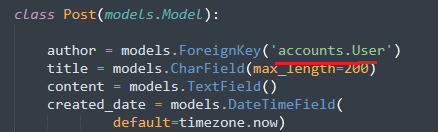 class Post(models.Model):
author = models.ForeignKey('accounts.User')
title = models.CharField(max_length=200)
content = models.TextField()
created_date = models.DateTimeField(
default=timezone.now)